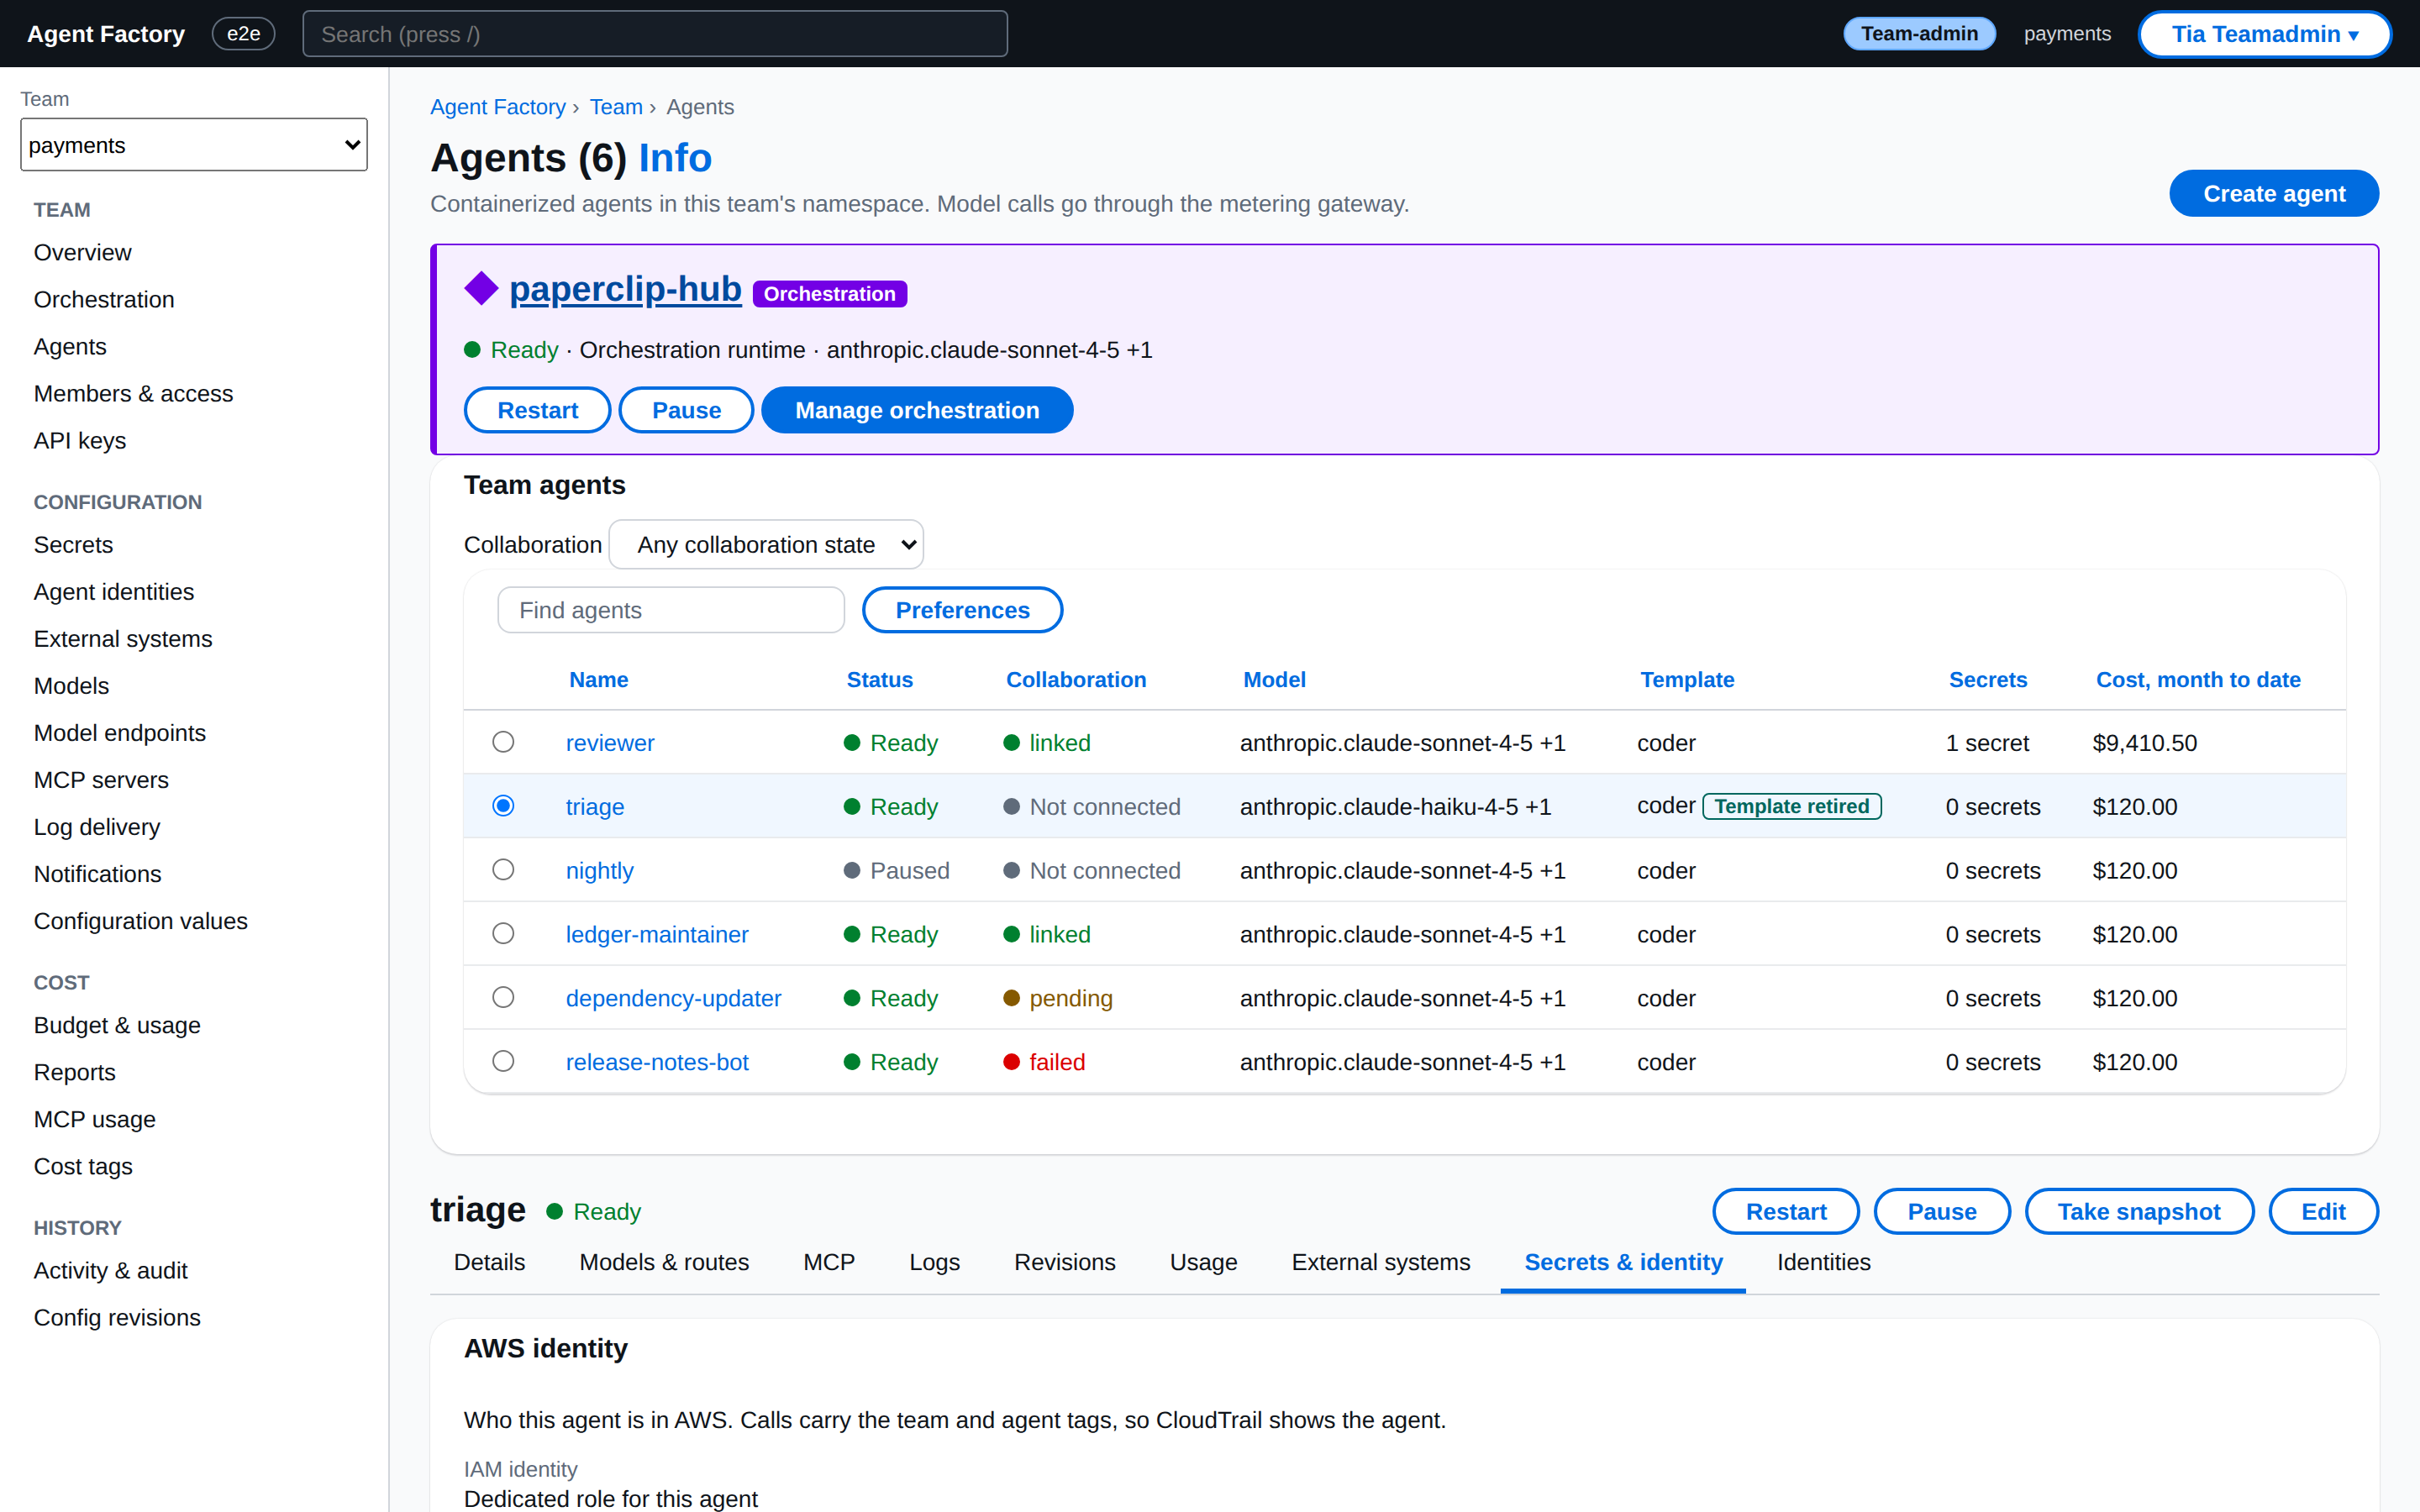 Agent Factory e2e Search (press /) Team-admin payments Tia Teamadmin ▾
Team
payments
TEAM
Overview
Orchestration
Agents
Members & access
API keys
CONFIGURATION
Secrets
Agent identities
External systems
Models
Model endpoints
MCP servers
Log delivery
Notifications
Configuration values
COST
Budget & usage
Reports
MCP usage
Cost tags
HISTORY
Activity & audit
Config revisions
Agent Factory › Team › Agents
Agents (6) Info
Containerized agents in this team's namespace. Model calls go through the metering gateway.
Create agent
paperclip-hub Orchestration
Ready · Orchestration runtime · anthropic.claude-sonnet-4-5 +1
Restart Pause Manage orchestration
Team agents
Collaboration Any collaboration state
Find agents Preferences
Name Status Collaboration Model Template Secrets Cost, month to date
reviewer Ready linked anthropic.claude-sonnet-4-5 +1 coder 1 secret $9,410.50
triage Ready Not connected anthropic.claude-haiku-4-5 +1 coder Template retired 0 secrets $120.00
nightly Paused Not connected anthropic.claude-sonnet-4-5 +1 coder 0 secrets $120.00
ledger-maintainer Ready linked anthropic.claude-sonnet-4-5 +1 coder 0 secrets $120.00
dependency-updater Ready pending anthropic.claude-sonnet-4-5 +1 coder 0 secrets $120.00
release-notes-bot Ready failed anthropic.claude-sonnet-4-5 +1 coder 0 secrets $120.00
triage Ready Restart Pause Take snapshot Edit
Details Models & routes MCP Logs Revisions Usage External systems Secrets & identity Identities
AWS identity
Who this agent is in AWS. Calls carry the team and agent tags, so CloudTrail shows the agent.
IAM identity
Dedicated role for this agent